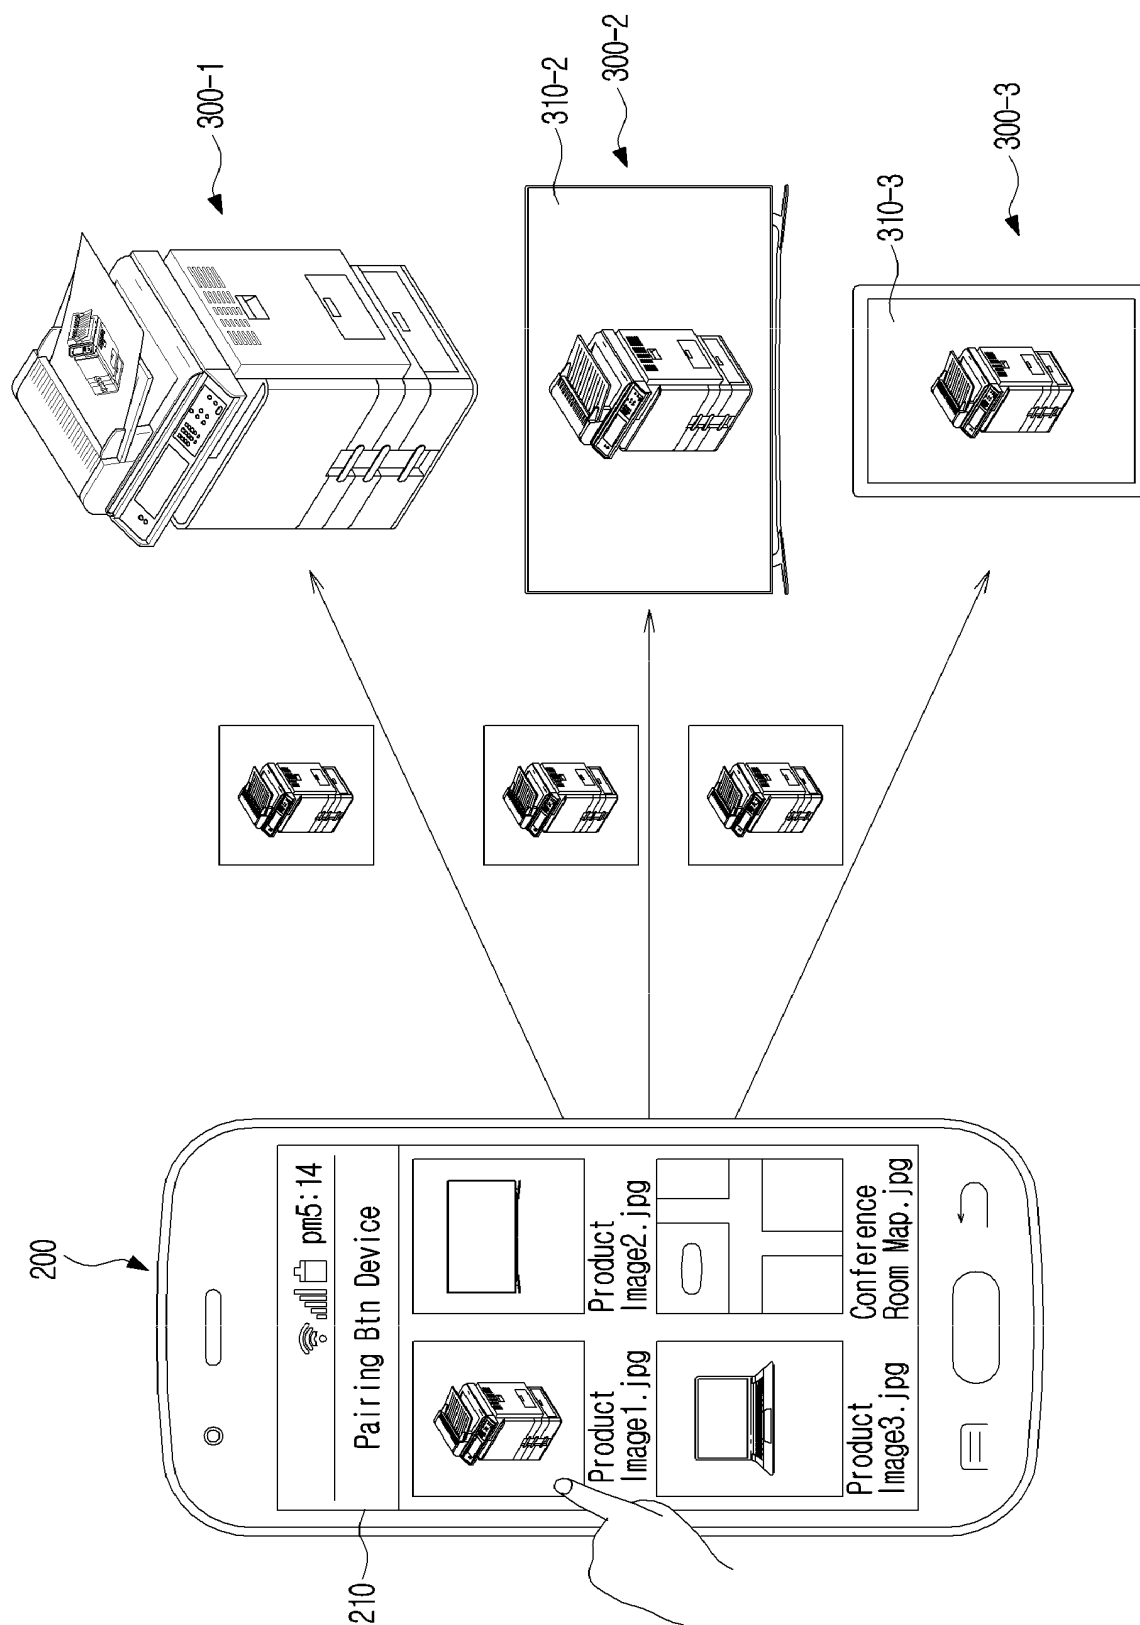 200
210
pm5:14
Pairing Btn Device
Product
Image1.jpg
Product
Image2.jpg
Product
Image3.jpg
Conference
Room Map.jpg
300-1
310-2
300-2
310-3
300-3